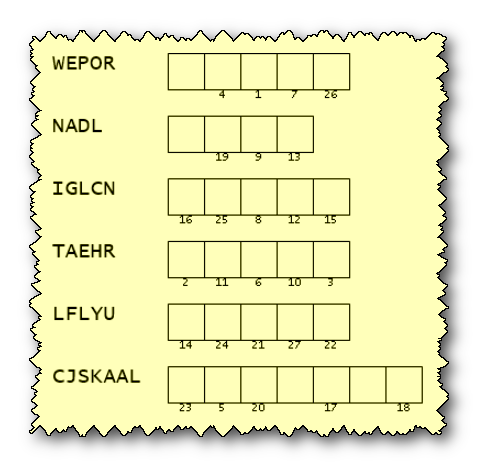 WEPOR
4 1 7 26
NADL
19 9 13
IGLCN
16 25 8 12 15
TAEHR
2 11 6 10 3
LFLYU
14 24 21 27 22
CJSKAAL
23 5 20 17 18